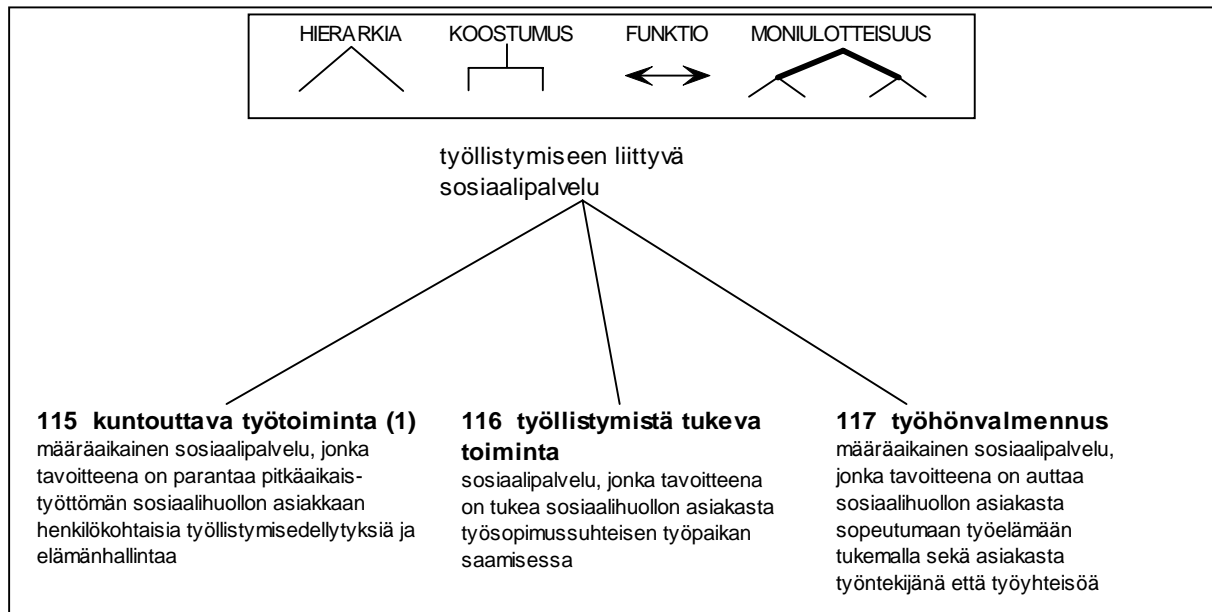 HIERARKIA KOOSTUMUS FUNKTIO MONIULOTTEISUUS
työllistymiseen liittyvä
sosiaalipalvelu
115 kuntouttava työtoiminta (1)
määräaikainen sosiaalipalvelu, jonka
tavoitteena on parantaa pitkäaikais-
työttömän sosiaalihuollon asiakkaan
henkilökohtaisia työllistymisedellytyksiä ja
elämänhallintaa
116 työllistymistä tukeva
toiminta
sosiaalipalvelu, jonka tavoitteena
on tukea sosiaalihuollon asiakasta
työsopimussuhteisen työpaikan
saamisessa
117 työhönvalmennus
määräaikainen sosiaalipalvelu,
jonka tavoitteena on auttaa
sosiaalihuollon asiakasta
sopeutumaan työelämään
tukemalla sekä asiakasta
työntekijänä että työyhteisöä